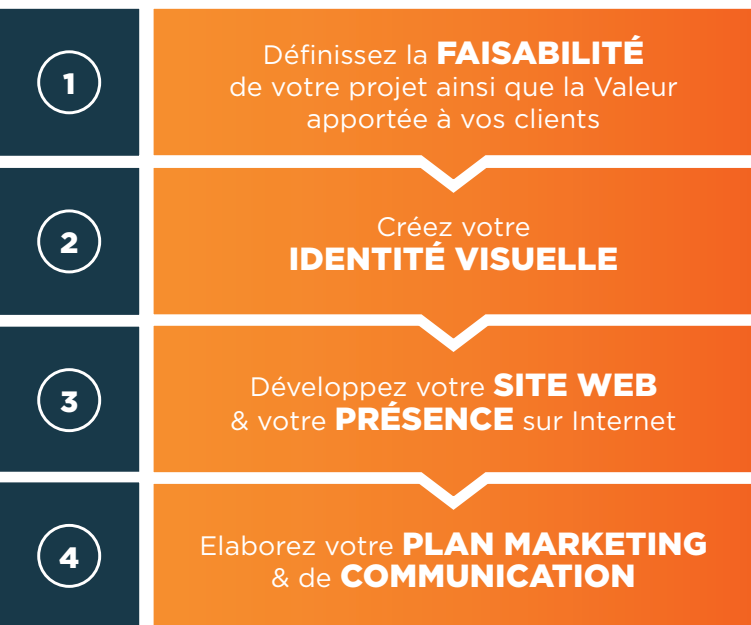 1
Définissez la FAISABILITÉ
de votre projet ainsi que la Valeur
apportée à vos clients
2
Créez votre
IDENTITÉ VISUELLE
3
Développez votre SITE WEB
& votre PRÉSENCE sur Internet
4
Elaborez votre PLAN MARKETING
& de COMMUNICATION